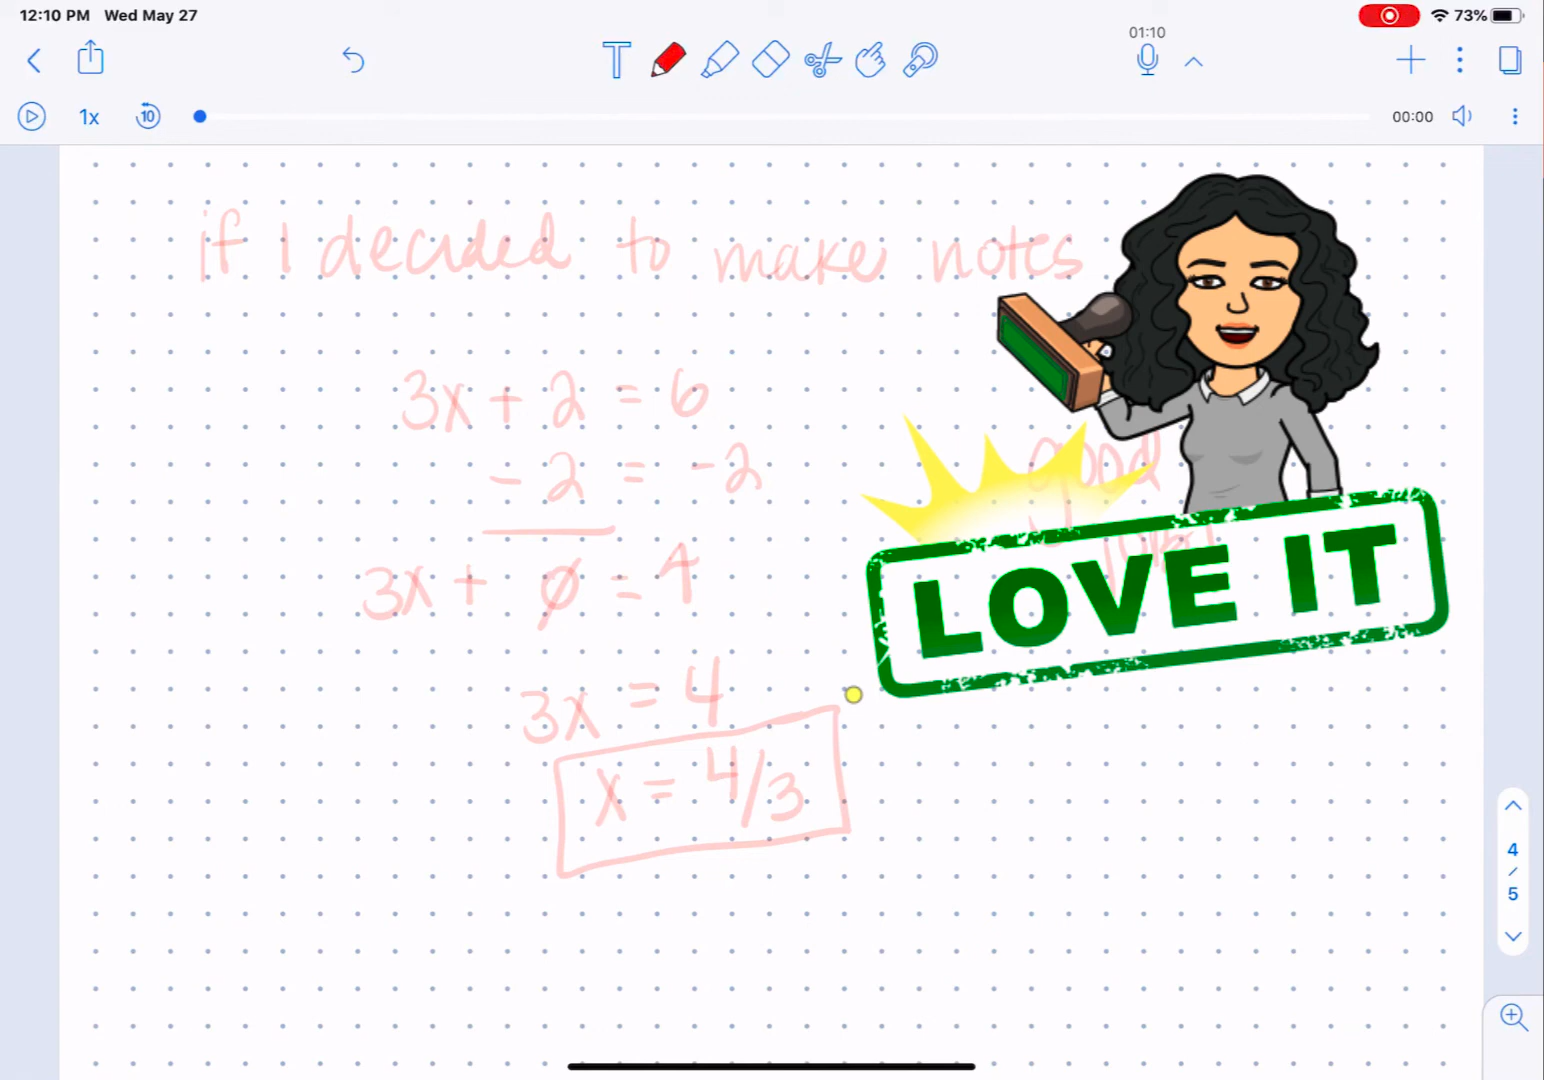 12:10 PM Wed May 27
73%
01:10
1x
10
00:00
if I decided to make notes
3x + 2 = 6
- 2 = -2
3x + 0 = 4
3x = 4
x = 4/3
good
LOVE IT
4
/
5